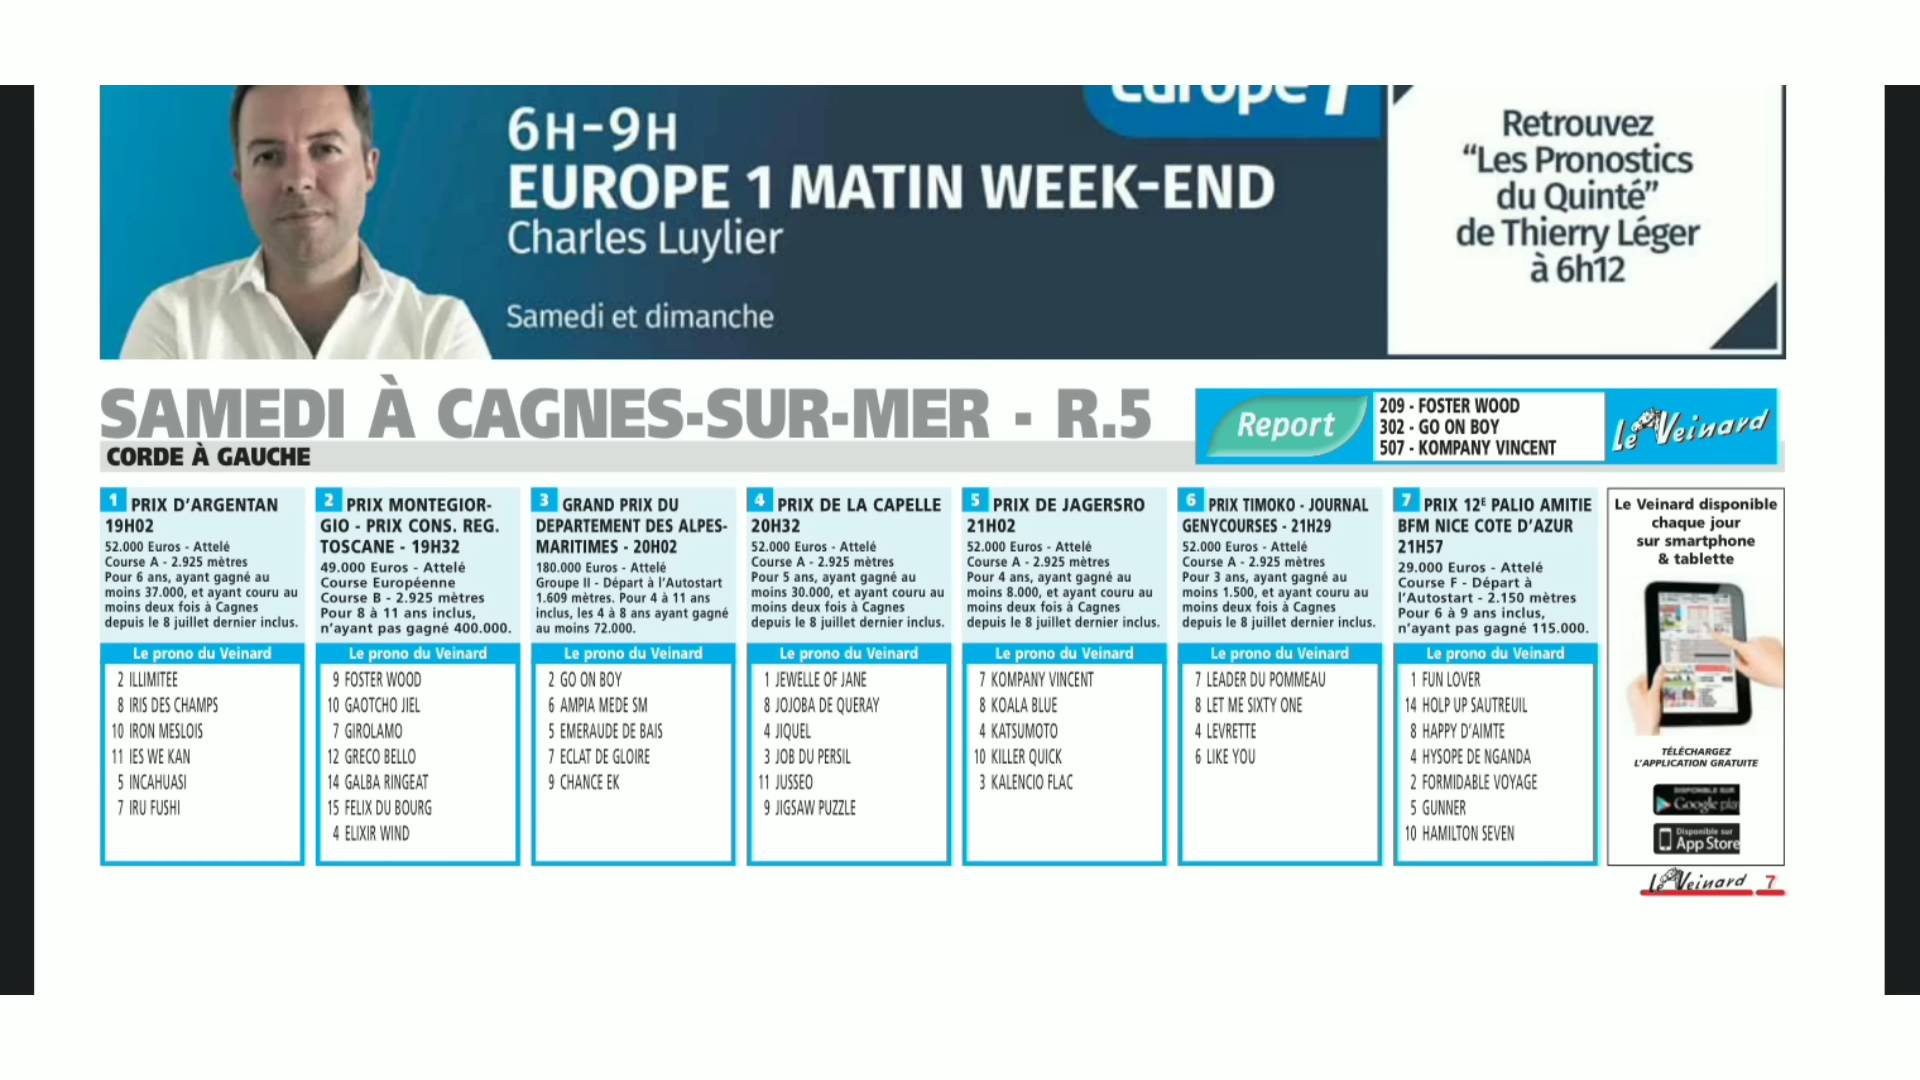 europe 1
6H-9H
EUROPE 1 MATIN WEEK-END
Charles Luylier
Samedi et dimanche
Retrouvez
“Les Pronostics
du Quinté”
de Thierry Léger
à 6h12
SAMEDI À CAGNES-SUR-MER - R.5
CORDE À GAUCHE
Report
209 - FOSTER WOOD
302 - GO ON BOY
507 - KOMPANY VINCENT
Le Veinard
1 PRIX D’ARGENTAN
19H02
52.000 Euros - Attelé
Course A - 2.925 mètres
Pour 6 ans, ayant gagné au
moins 37.000, et ayant couru au
moins deux fois à Cagnes
depuis le 8 juillet dernier inclus.
Le prono du Veinard
2 ILLIMITEE
8 IRIS DES CHAMPS
10 IRON MESLOIS
11 IES WE KAN
5 INCAHUASI
7 IRU FUSHI
2 PRIX MONTEGIOR-
GIO - PRIX CONS. REG.
TOSCANE - 19H32
49.000 Euros - Attelé
Course Européenne
Course B - 2.925 mètres
Pour 8 à 11 ans inclus,
n’ayant pas gagné 400.000.
Le prono du Veinard
9 FOSTER WOOD
10 GAOTCHO JIEL
7 GIROLAMO
12 GRECO BELLO
14 GALBA RINGEAT
15 FELIX DU BOURG
4 ELIXIR WIND
3 GRAND PRIX DU
DEPARTEMENT DES ALPES-
MARITIMES - 20H02
180.000 Euros - Attelé
Groupe II - Départ à l’Autostart
1.609 mètres. Pour 4 à 11 ans
inclus, les 4 à 8 ans ayant gagné
au moins 72.000.
Le prono du Veinard
2 GO ON BOY
6 AMPIA MEDE SM
5 EMERAUDE DE BAIS
7 ECLAT DE GLOIRE
9 CHANCE EK
4 PRIX DE LA CAPELLE
20H32
52.000 Euros - Attelé
Course A - 2.925 mètres
Pour 5 ans, ayant gagné au
moins 30.000, et ayant couru au
moins deux fois à Cagnes
depuis le 8 juillet dernier inclus.
Le prono du Veinard
1 JEWELLE OF JANE
8 JOJOBA DE QUERAY
4 JIQUEL
3 JOB DU PERSIL
11 JUSSEO
9 JIGSAW PUZZLE
5 PRIX DE JAGERSRO
21H02
52.000 Euros - Attelé
Course A - 2.925 mètres
Pour 4 ans, ayant gagné au
moins 8.000, et ayant couru au
moins deux fois à Cagnes
depuis le 8 juillet dernier inclus.
Le prono du Veinard
7 KOMPANY VINCENT
8 KOALA BLUE
4 KATSUMOTO
10 KILLER QUICK
3 KALENCIO FLAC
6 PRIX TIMOKO - JOURNAL
GENYCOURSES - 21H29
52.000 Euros - Attelé
Course A - 2.925 mètres
Pour 3 ans, ayant gagné au
moins 1.500, et ayant couru au
moins deux fois à Cagnes
depuis le 8 juillet dernier inclus.
Le prono du Veinard
7 LEADER DU POMMEAU
8 LET ME SIXTY ONE
4 LEVRETTE
6 LIKE YOU
7 PRIX 12E PALIO AMITIE
BFM NICE COTE D’AZUR
21H57
29.000 Euros - Attelé
Course F - Départ à
l’Autostart - 2.150 mètres
Pour 6 à 9 ans inclus,
n’ayant pas gagné 115.000.
Le prono du Veinard
1 FUN LOVER
14 HOLP UP SAUTREUIL
8 HAPPY D’AIMTE
4 HYSOPE DE NGANDA
2 FORMIDABLE VOYAGE
5 GUNNER
10 HAMILTON SEVEN
Le Veinard disponible
chaque jour
sur smartphone
& tablette
TÉLÉCHARGEZ
L’APPLICATION GRATUITE
DISPONIBLE SUR
Google play
Disponible sur
App Store
Le Veinard 7